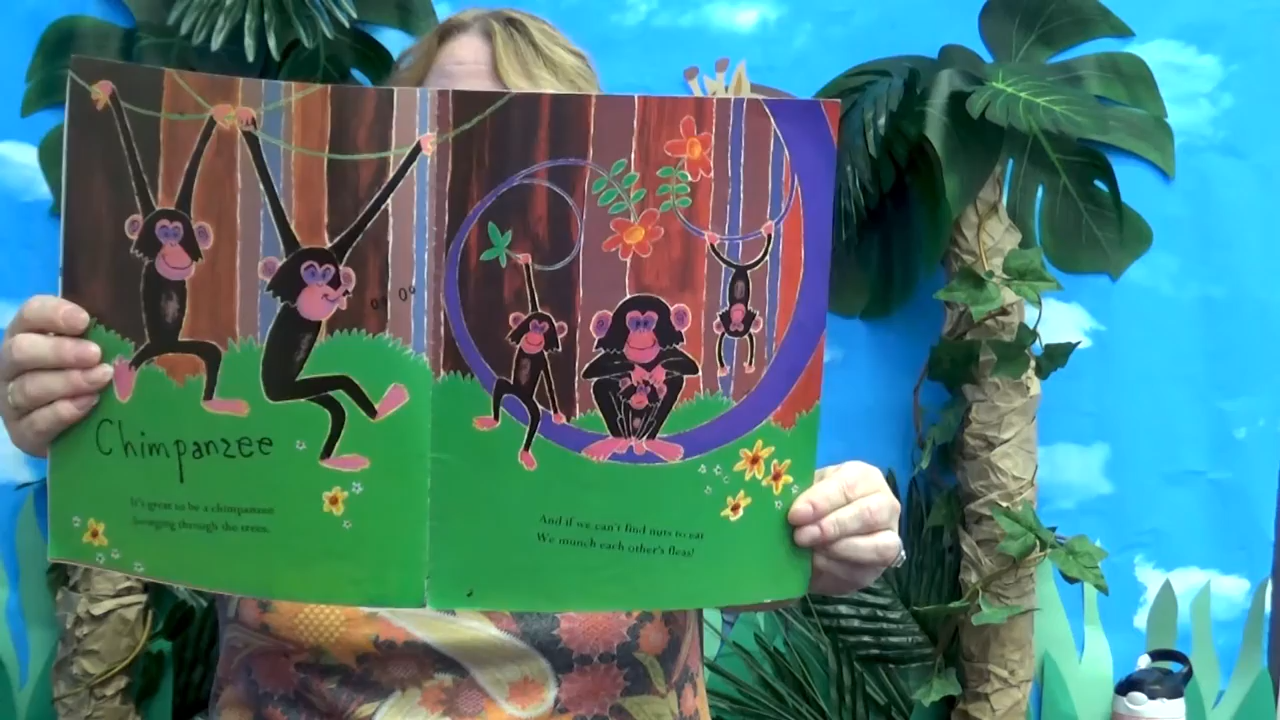 Chimpanzee
It's great to be a chimpanzee
Swinging through the trees.
And if we can't find nuts to eat
We munch each other's fleas!